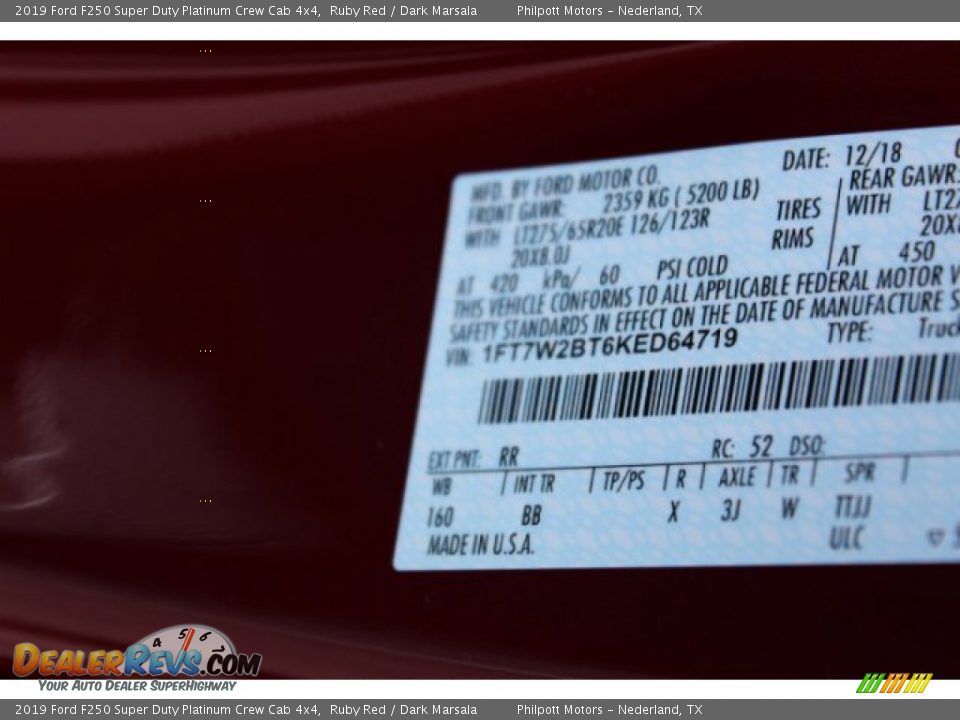 2019 Ford F250 Super Duty Platinum Crew Cab 4x4, Ruby Red / Dark Marsala Philpott Motors - Nederland, TX
MFD. BY FORD MOTOR CO. DATE: 12/18
FRONT GAWR: 2359 KG ( 5200 LB) REAR GAWR:
WITH LT275/65R20E 126/123R TIRES WITH LT27
20X8.0J RIMS 20X8
AT 420 kPa/ 60 PSI COLD AT 450
THIS VEHICLE CONFORMS TO ALL APPLICABLE FEDERAL MOTOR V
SAFETY STANDARDS IN EFFECT ON THE DATE OF MANUFACTURE S
VIN: 1FT7W2BT6KED64719 TYPE: Truck
EXT PNT: RR RC: 52 DSO:
WB INT TR TP/PS R AXLE TR SPR
160 BB X 3J W TTJJ
MADE IN U.S.A. ULC
4 5 6
DEALERREVS.COM
YOUR AUTO DEALER SUPERHIGHWAY
2019 Ford F250 Super Duty Platinum Crew Cab 4x4, Ruby Red / Dark Marsala Philpott Motors - Nederland, TX